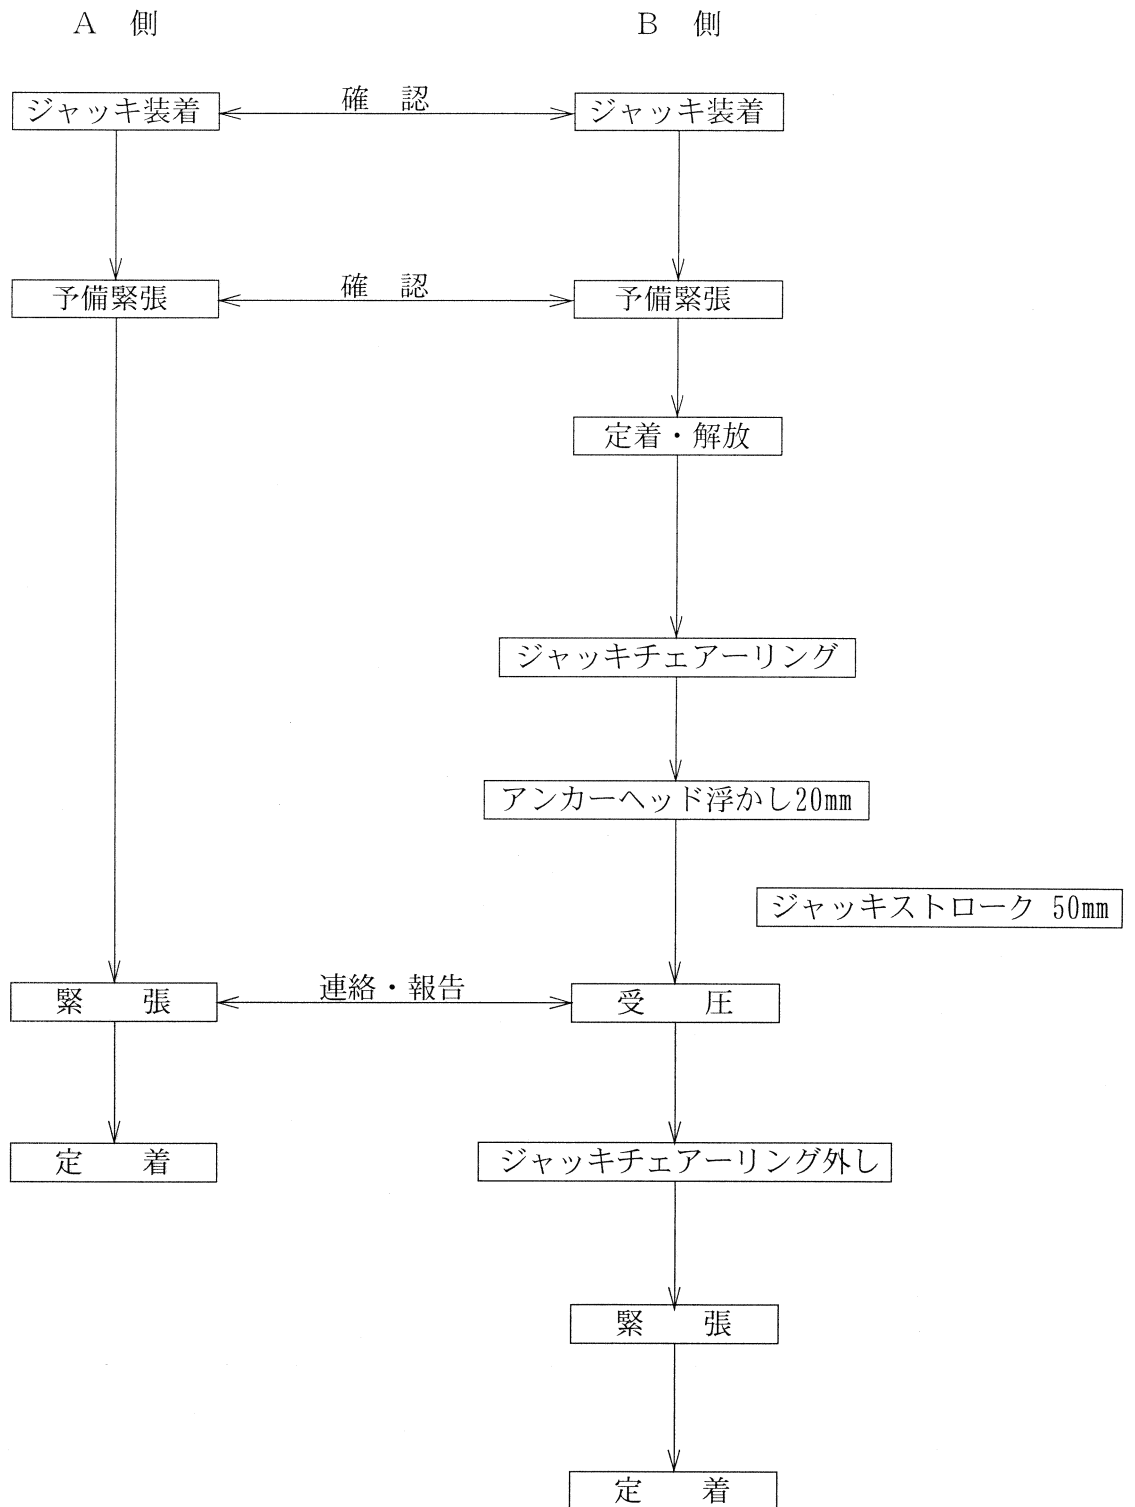 A 側
B 側
ジャッキ装着
確 認
ジャッキ装着
予備緊張
確 認
予備緊張
定着・解放
ジャッキチェアーリング
アンカーヘッド浮かし20mm
ジャッキストローク 50mm
緊 張
連絡・報告
受 圧
定 着
ジャッキチェアーリング外し
緊 張
定 着